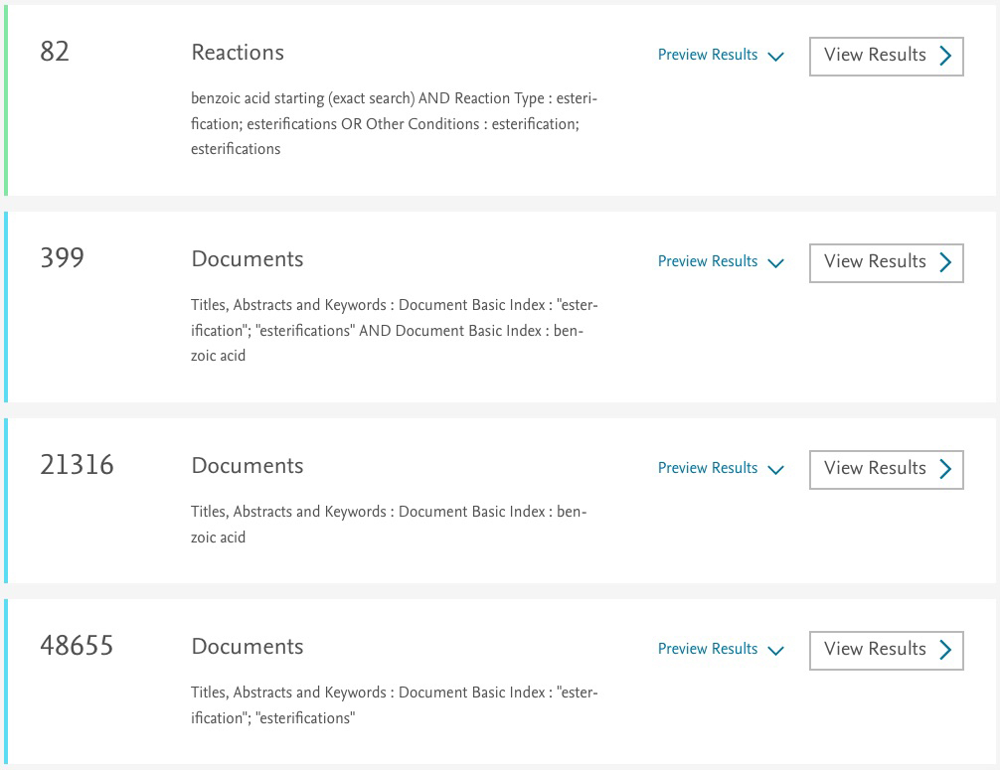 82 Reactions Preview Results View Results
benzoic acid starting (exact search) AND Reaction Type : esteri-
fication; esterifications OR Other Conditions : esterification;
esterifications
399 Documents Preview Results View Results
Titles, Abstracts and Keywords : Document Basic Index : "ester-
ification"; "esterifications" AND Document Basic Index : ben-
zoic acid
21316 Documents Preview Results View Results
Titles, Abstracts and Keywords : Document Basic Index : ben-
zoic acid
48655 Documents Preview Results View Results
Titles, Abstracts and Keywords : Document Basic Index : "ester-
ification"; "esterifications"